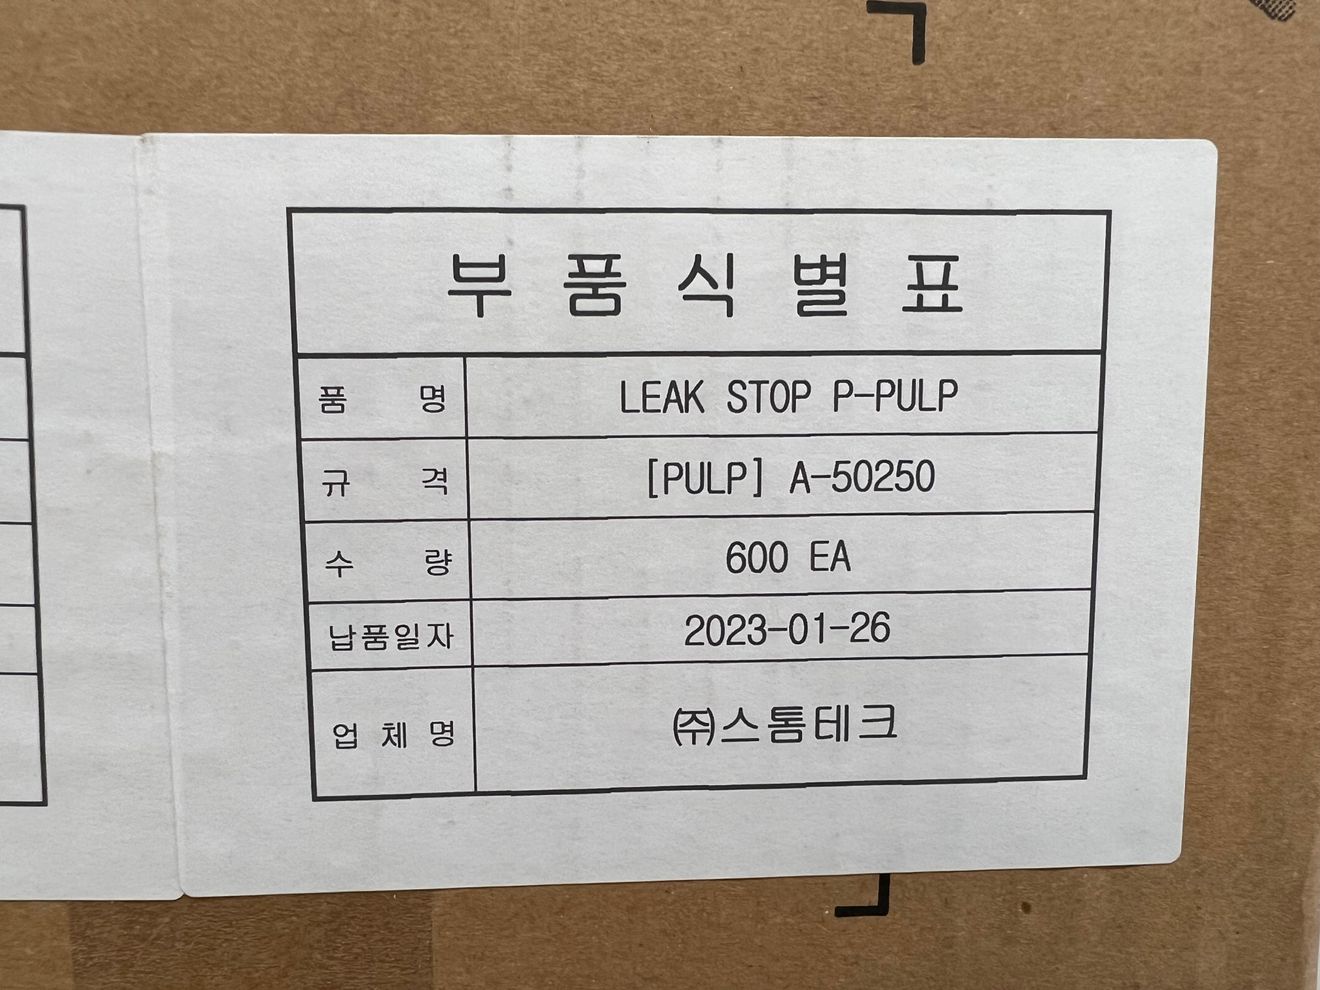 부품식별표
품 명 LEAK STOP P-PULP
규 격 [PULP] A-50250
수 량 600 EA
납품일자 2023-01-26
업 체 명 ㈜스톰테크